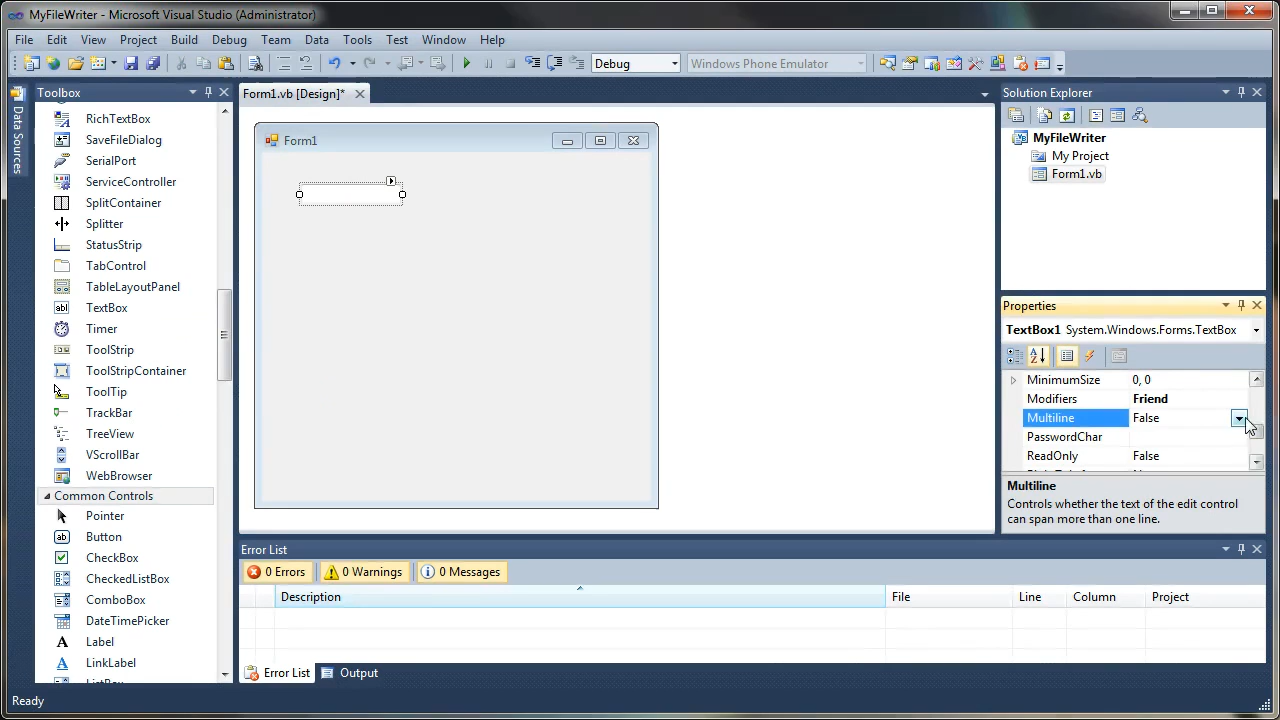 MyFileWriter - Microsoft Visual Studio (Administrator)
File Edit View Project Build Debug Team Data Tools Test Window Help
Debug
Windows Phone Emulator
Data Sources
Toolbox
RichTextBox
SaveFileDialog
SerialPort
ServiceController
SplitContainer
Splitter
StatusStrip
TabControl
TableLayoutPanel
TextBox
Timer
ToolStrip
ToolStripContainer
ToolTip
TrackBar
TreeView
VScrollBar
WebBrowser
Common Controls
Pointer
Button
CheckBox
CheckedListBox
ComboBox
DateTimePicker
Label
LinkLabel
Form1.vb [Design]*
Form1
Solution Explorer
MyFileWriter
My Project
Form1.vb
Properties
TextBox1 System.Windows.Forms.TextBox
MinimumSize 0, 0
Modifiers Friend
Multiline False
PasswordChar
ReadOnly False
Multiline
Controls whether the text of the edit control
can span more than one line.
Error List
0 Errors 0 Warnings 0 Messages
Description File Line Column Project
Error List Output
Ready